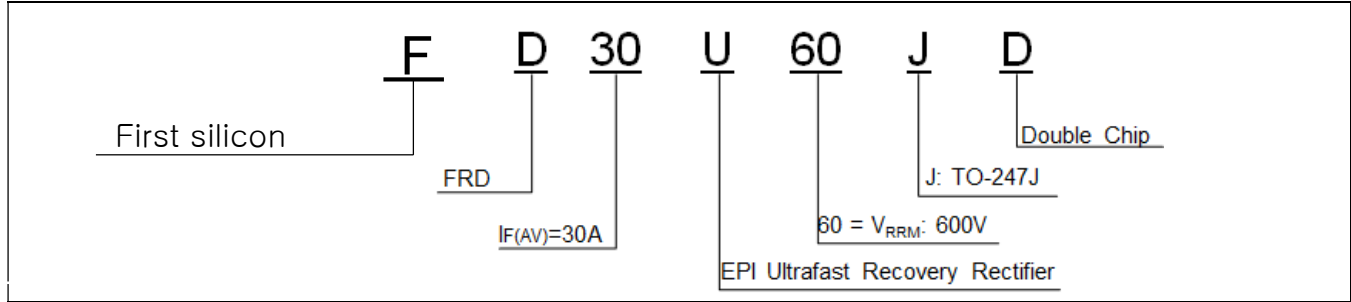 F D 30 U 60 J D
First silicon
Double Chip
FRD
J: TO-247J
IF(AV)=30A
60 = VRRM: 600V
EPI Ultrafast Recovery Rectifier